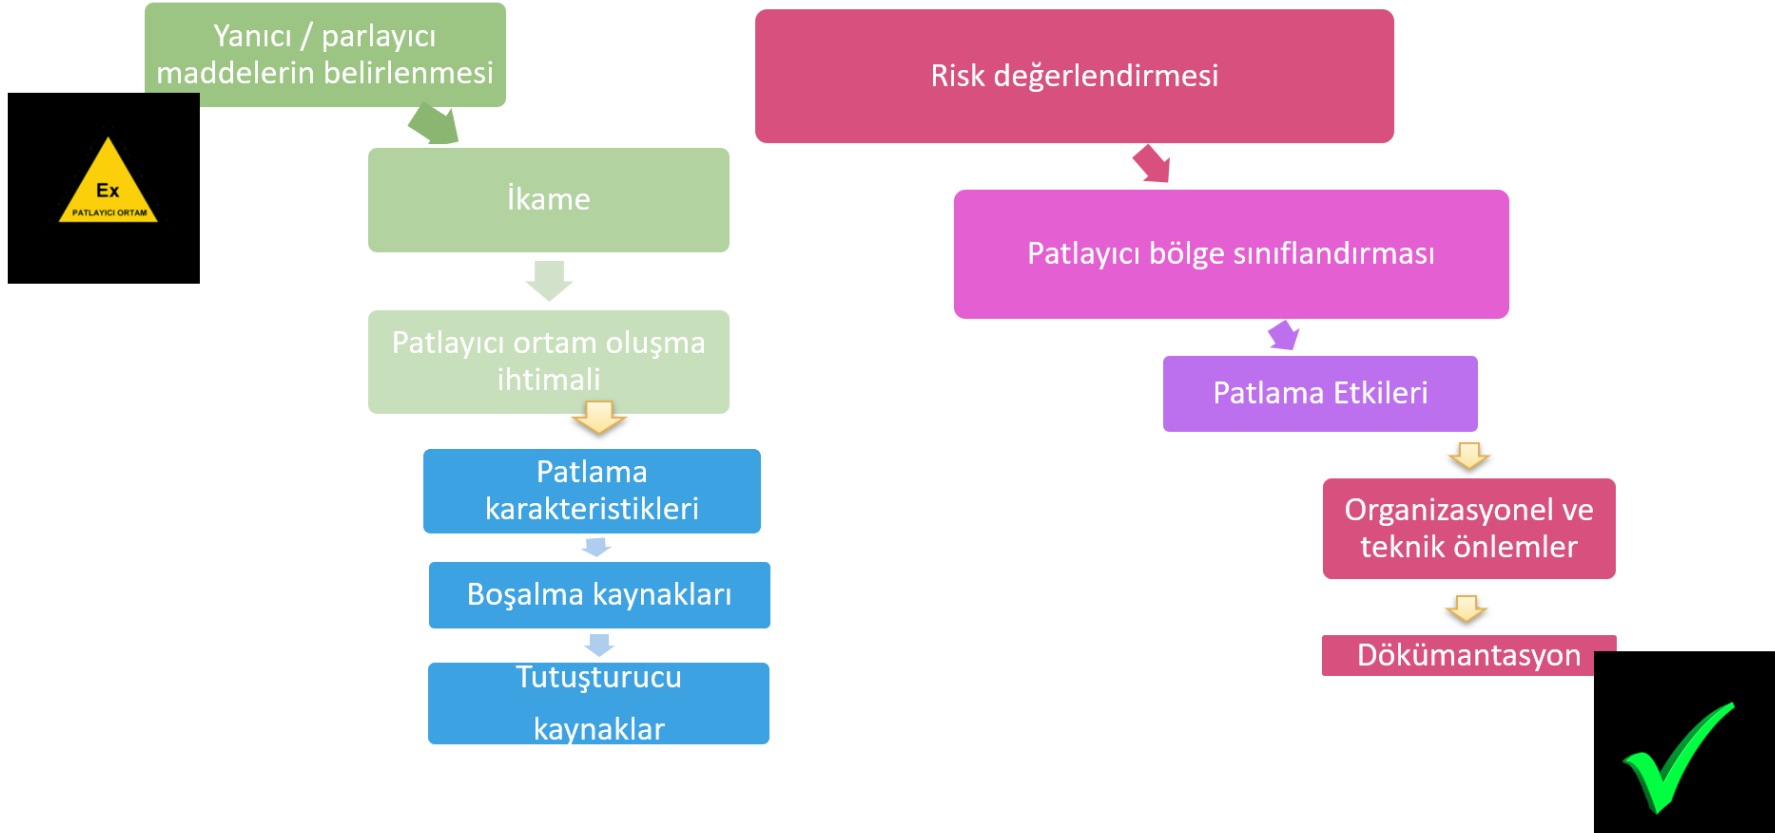 Yanıcı / parlayıcı
maddelerin belirlenmesi
Ex
PATLAYICI ORTAM
İkame
Patlayıcı ortam oluşma
ihtimali
Patlama
karakteristikleri
Boşalma kaynakları
Tutuşturucu
kaynaklar
Risk değerlendirmesi
Patlayıcı bölge sınıflandırması
Patlama Etkileri
Organizasyonel ve
teknik önlemler
Dökümantasyon